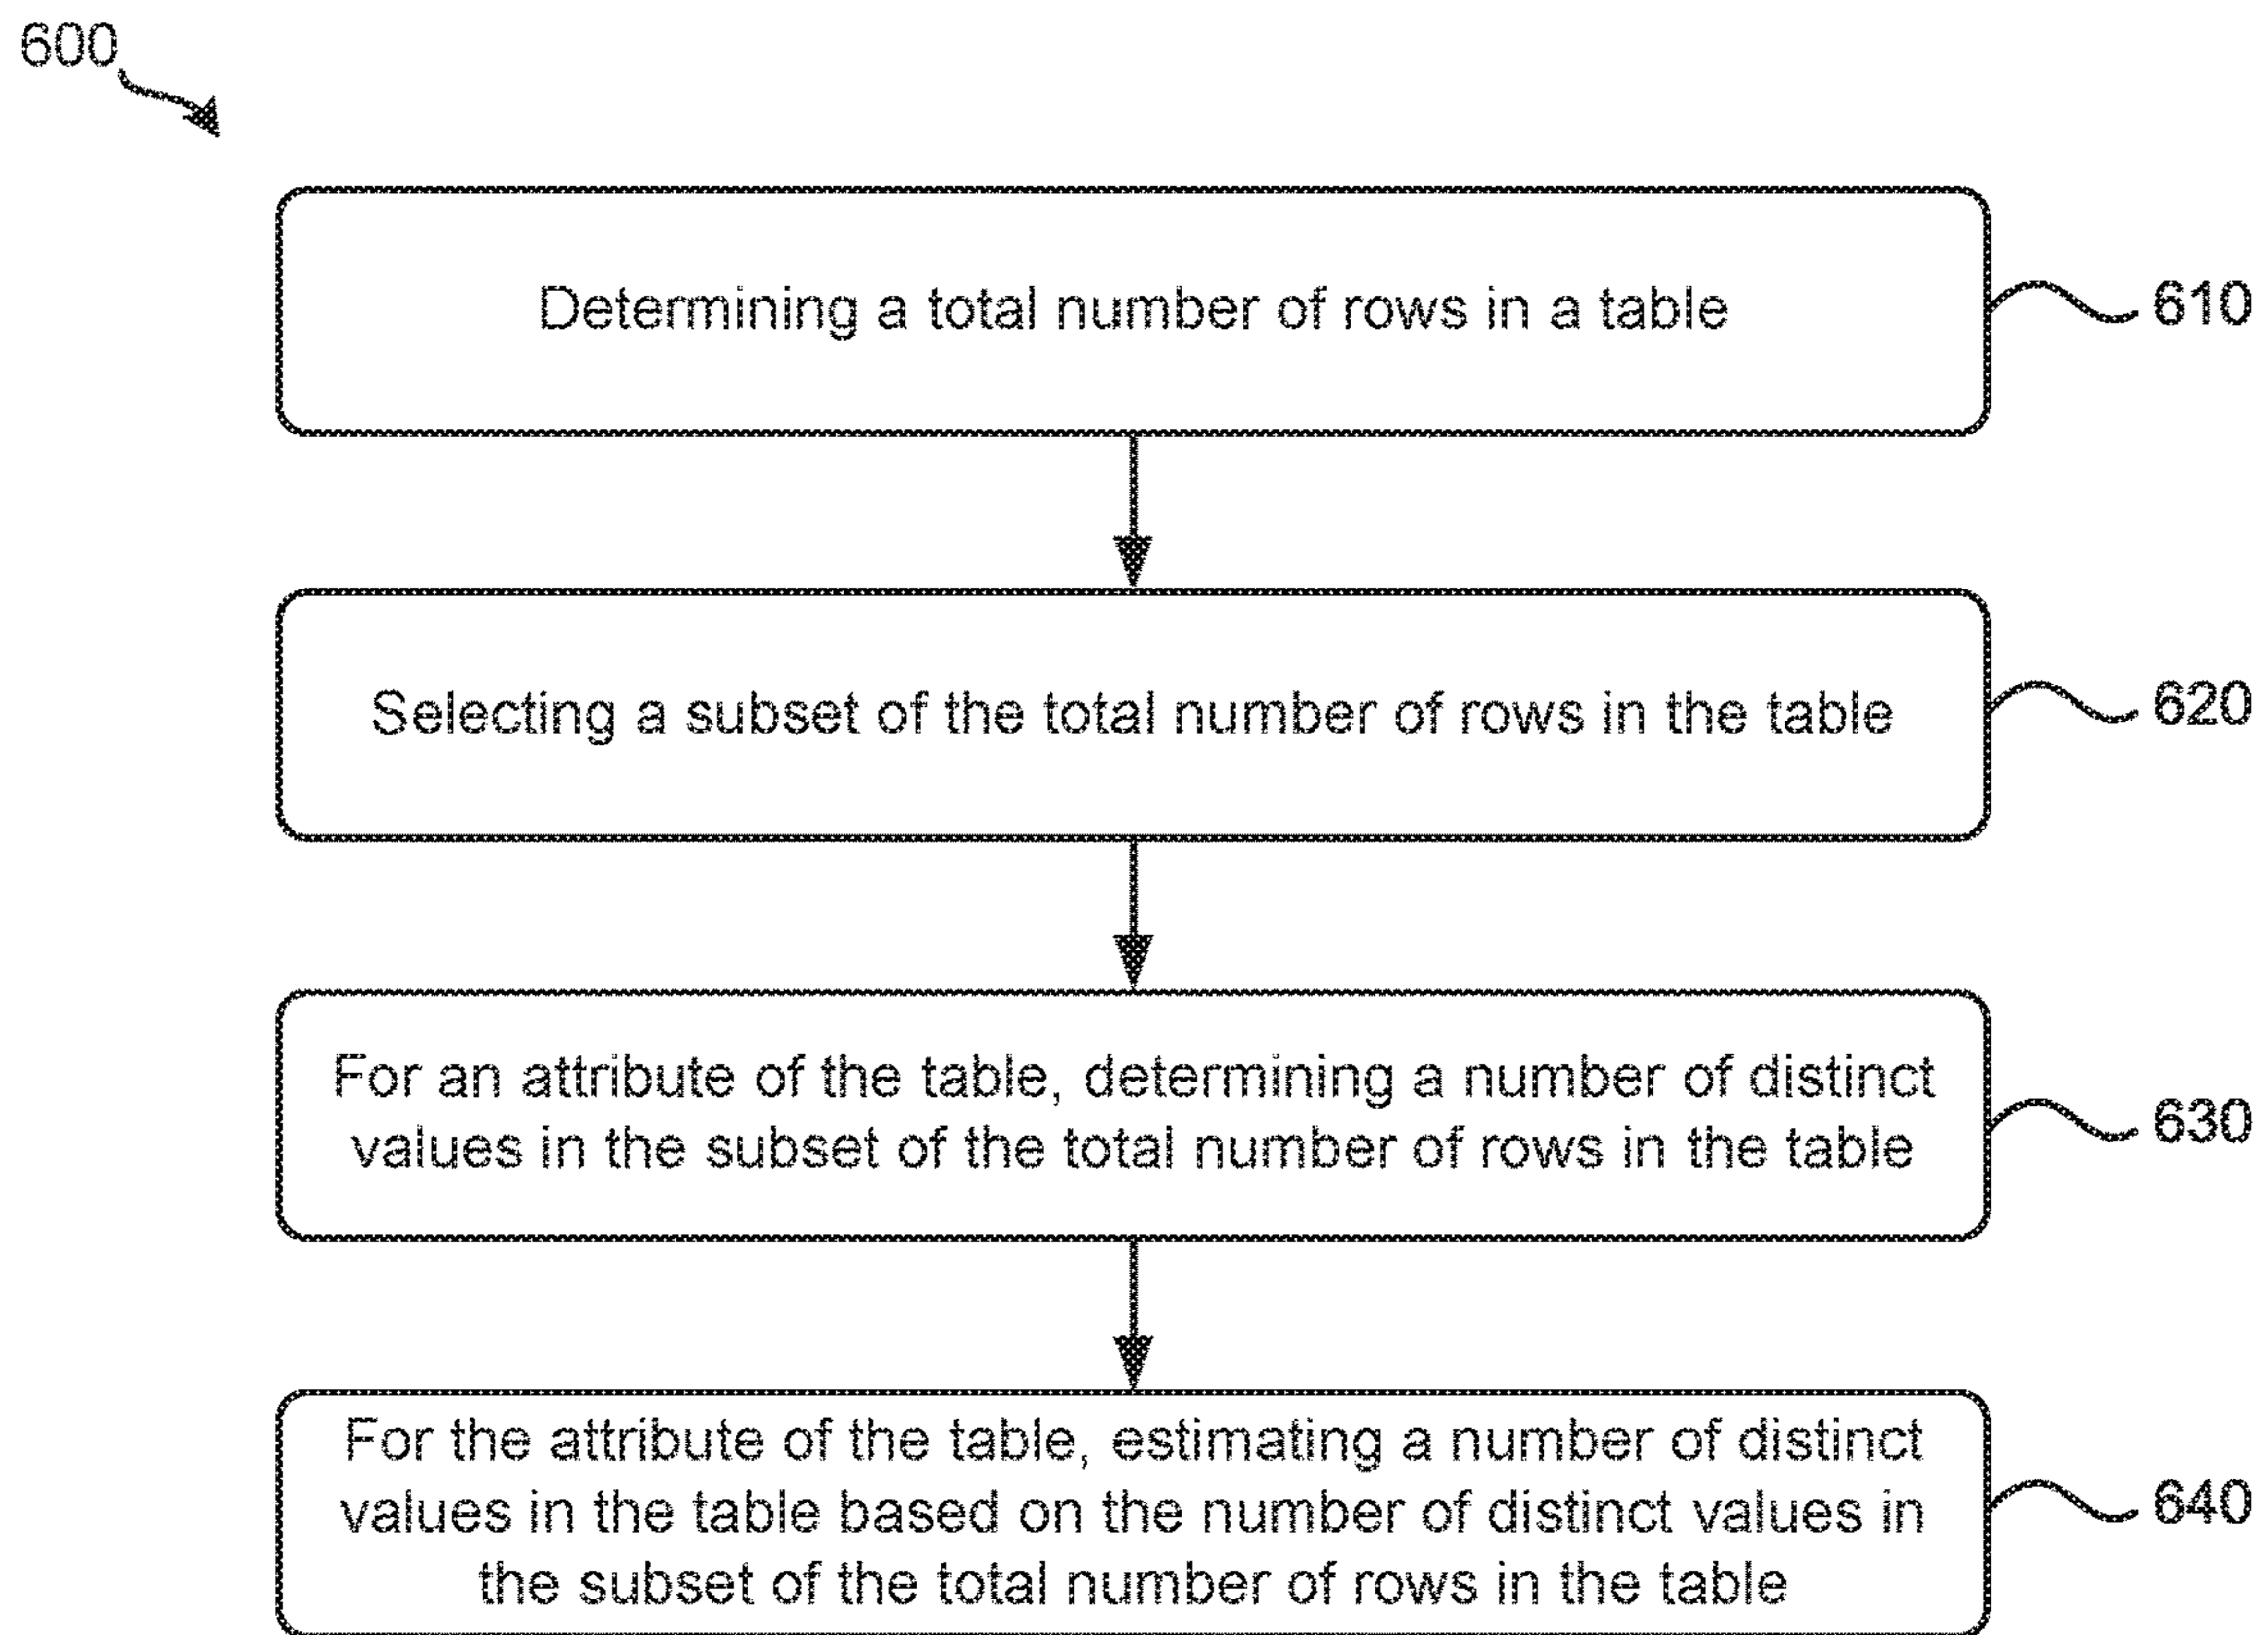 600
Determining a total number of rows in a table
610
Selecting a subset of the total number of rows in the table
620
For an attribute of the table, determining a number of distinct
values in the subset of the total number of rows in the table
630
For the attribute of the table, estimating a number of distinct
values in the table based on the number of distinct values in
the subset of the total number of rows in the table
640